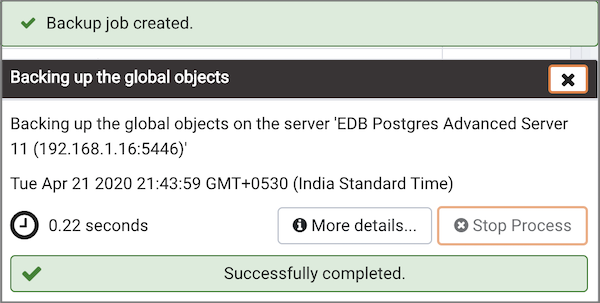 Backup job created.
Backing up the global objects
Backing up the global objects on the server 'EDB Postgres Advanced Server
11 (192.168.1.16:5446)'
Tue Apr 21 2020 21:43:59 GMT+0530 (India Standard Time)
0.22 seconds
More details...
Stop Process
Successfully completed.